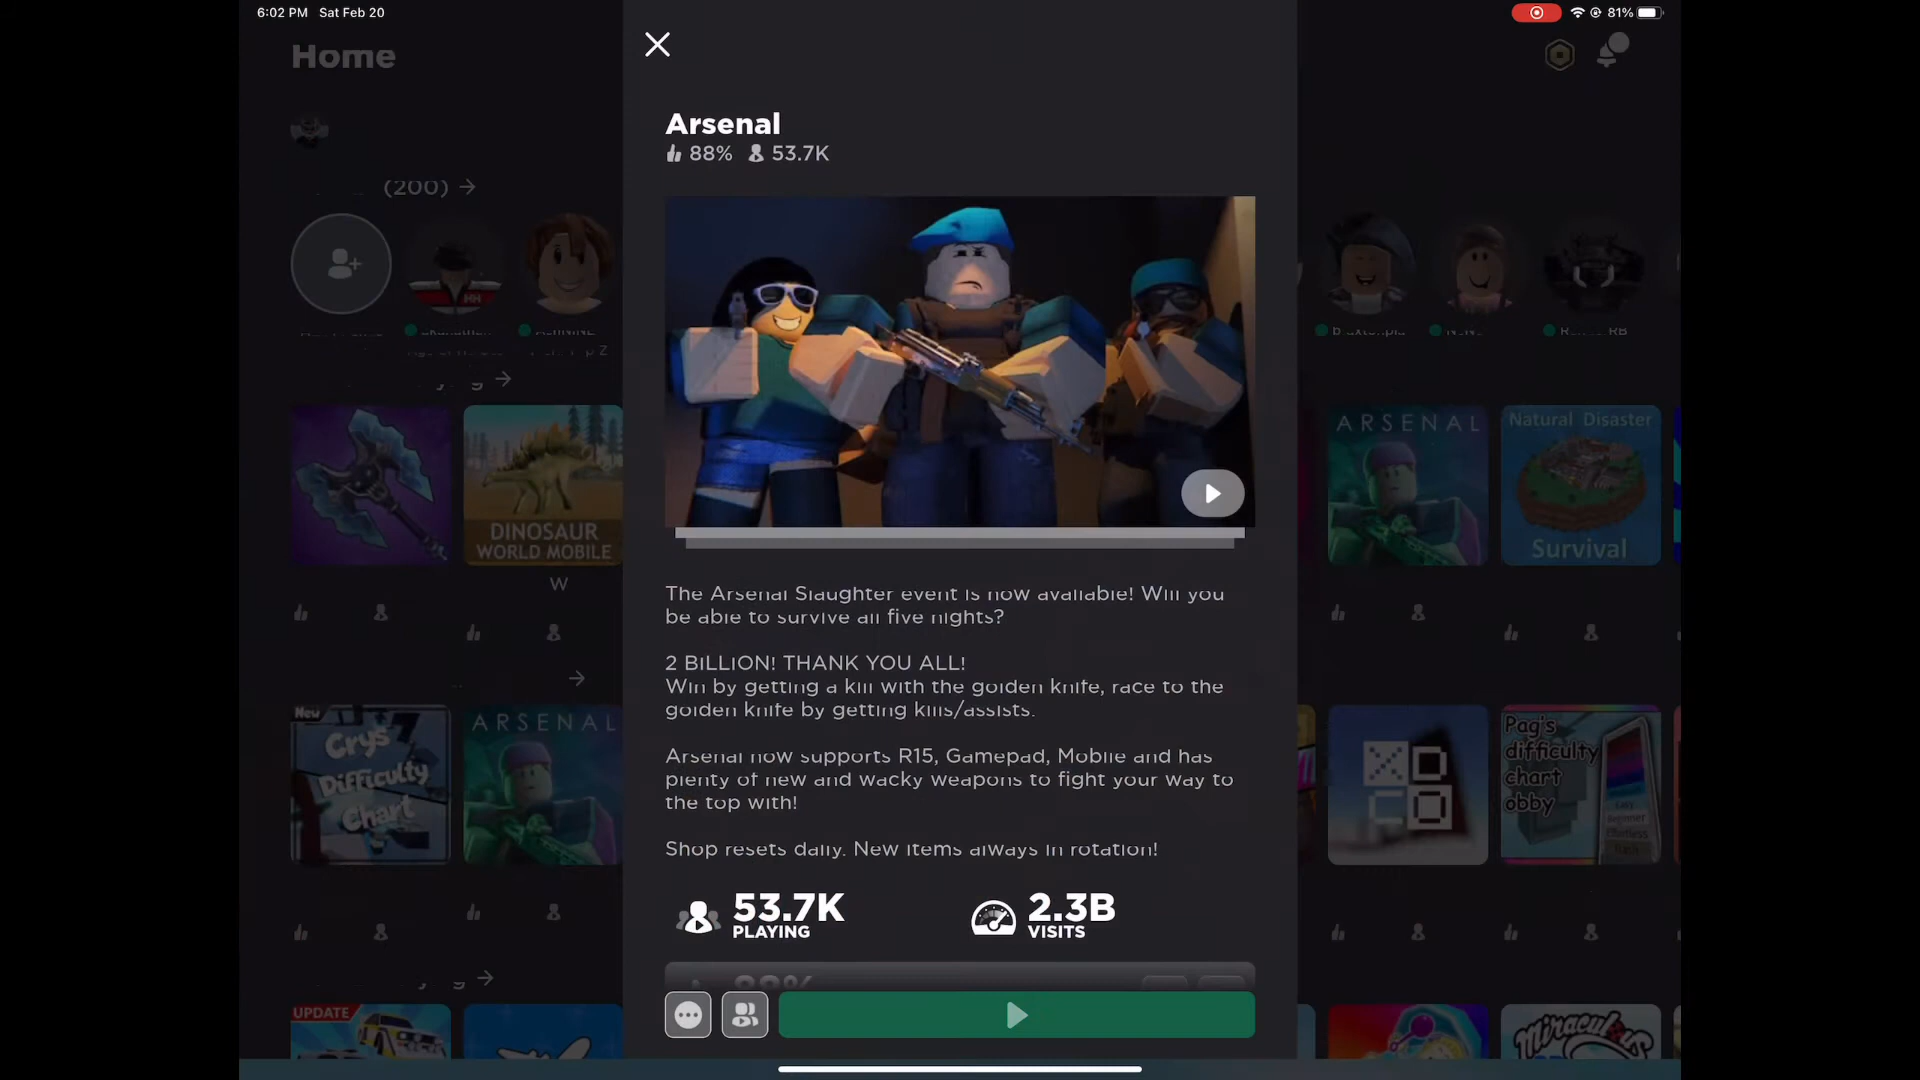 6:02 PM Sat Feb 20
81%
Home
Arsenal
88% 53.7K
(200)
HH
ARSENAL
Natural Disaster
Survival
DINOSAUR
WORLD MOBILE
W
The Arsenal Slaughter event is now available! Will you
be able to survive all five nights?
2 BILLION! THANK YOU ALL!
Win by getting a kill with the golden knife, race to the
golden knife by getting kills/assists.
Arsenal now supports R15, Gamepad, Mobile and has
plenty of new and wacky weapons to fight your way to
the top with!
Shop resets daily. New items always in rotation!
New
Crys
Difficulty
Chart
ARSENAL
Pag's
difficulty
chart
obby
Beginner
53.7K
PLAYING
2.3B
VISITS
UPDATE
Miraculous